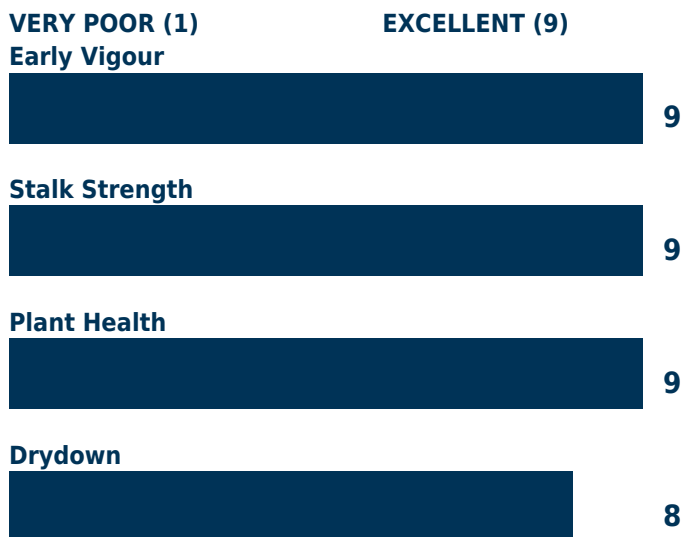 VERY POOR (1) EXCELLENT (9)
Early Vigour
9
Stalk Strength
9
Plant Health
9
Drydown
8